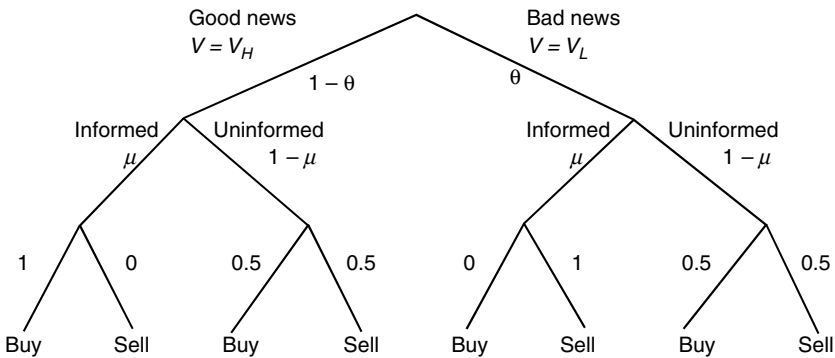 Good news
V = V_H
Bad news
V = V_L
1 – θ
θ
Informed
μ
Uninformed
1 – μ
Informed
μ
Uninformed
1 – μ
1
0
0.5
0.5
0
1
0.5
0.5
Buy
Sell
Buy
Sell
Buy
Sell
Buy
Sell